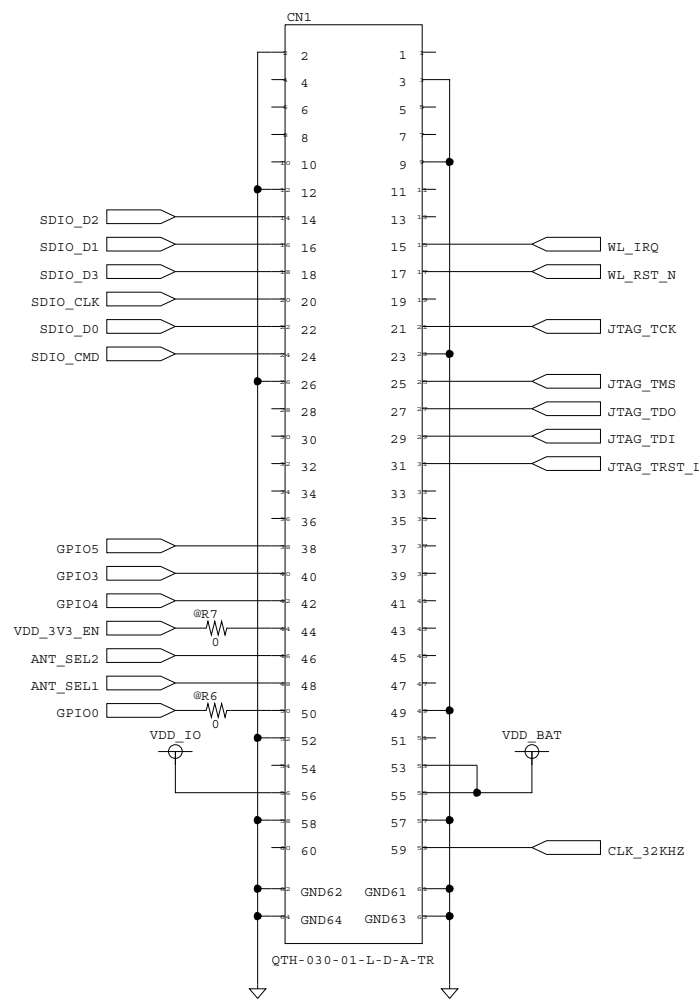 CN1
2 1
4 3
6 5
8 7
10 9
12 11
SDIO_D2 14 13
SDIO_D1 16 15 WL_IRQ
SDIO_D3 18 17 WL_RST_N
SDIO_CLK 20 19
SDIO_D0 22 21 JTAG_TCK
SDIO_CMD 24 23
26 25 JTAG_TMS
28 27 JTAG_TDO
30 29 JTAG_TDI
32 31 JTAG_TRST_L
34 33
36 35
GPIO5 38 37
GPIO3 40 39
GPIO4 42 41
@R7
VDD_3V3_EN 44 43
0
ANT_SEL2 46 45
ANT_SEL1 48 47
@R6
GPIO0 50 49
0
VDD_IO 52 51 VDD_BAT
54 53
56 55
58 57
60 59 CLK_32KHZ
GND62 GND61
GND64 GND63
QTH-030-01-L-D-A-TR